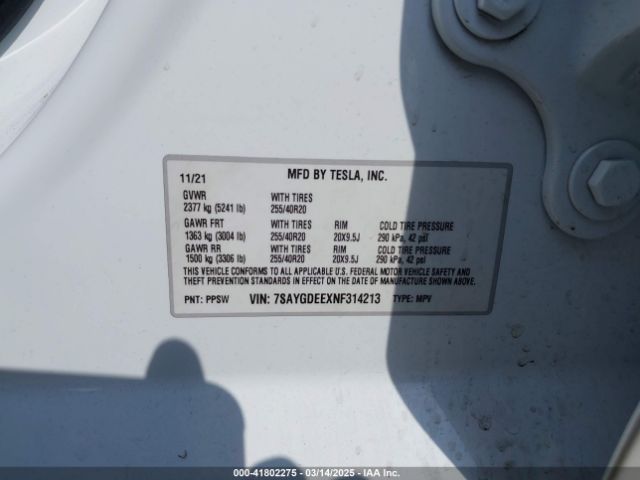 11/21 MFD BY TESLA, INC.
GVWR WITH TIRES
2377 kg (5241 lb) 255/40R20
GAWR FRT WITH TIRES RIM COLD TIRE PRESSURE
1363 kg (3004 lb) 255/40R20 20X9.5J 290 kPa, 42 psi
GAWR RR WITH TIRES RIM COLD TIRE PRESSURE
1500 kg (3306 lb) 255/40R20 20X9.5J 290 kPa, 42 psi
THIS VEHICLE CONFORMS TO ALL APPLICABLE U.S. FEDERAL MOTOR VEHICLE SAFETY AND
THEFT PREVENTION STANDARDS IN EFFECT ON THE DATE OF MANUFACTURE SHOWN ABOVE.
PNT: PPSW VIN: 7SAYGDEEXNF314213 TYPE: MPV
000-41802275 - 03/14/2025 - IAA Inc.